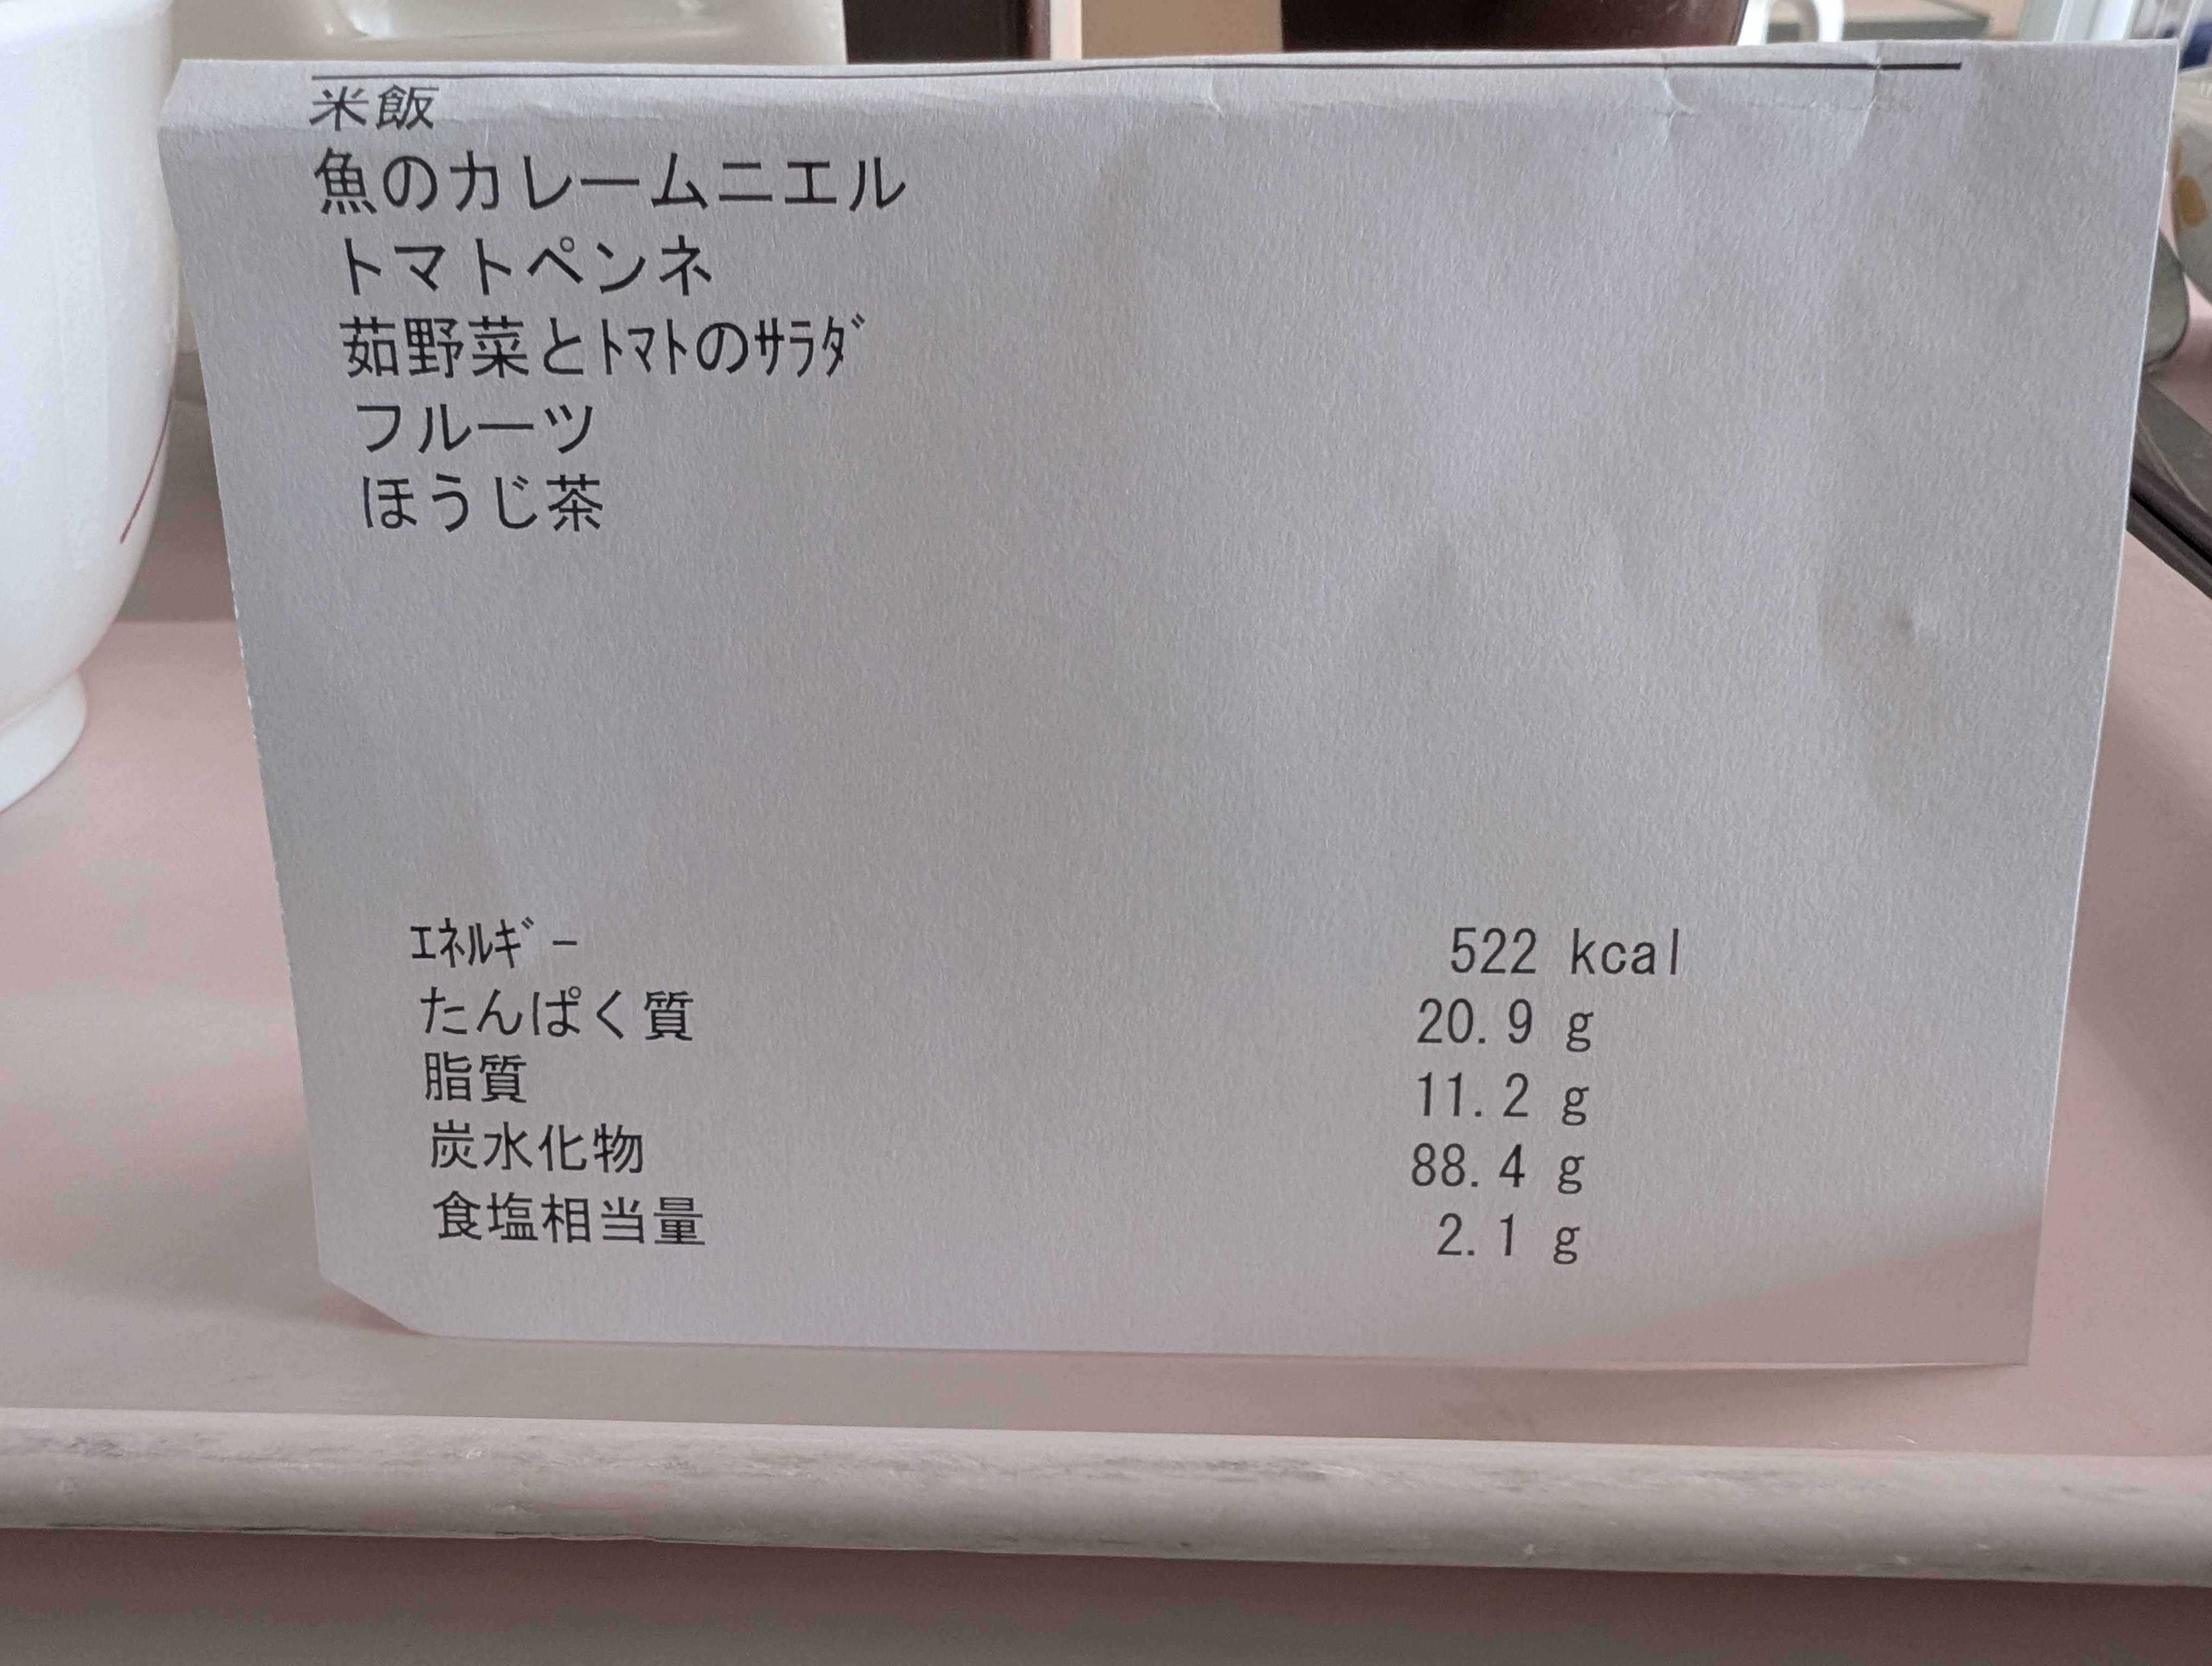 米飯
魚のカレームニエル
トマトペンネ
茹野菜とﾄﾏﾄのｻﾗﾀﾞ
フルーツ
ほうじ茶
ｴﾈﾙｷﾞｰ 522 kcal
たんぱく質 20.9 g
脂質 11.2 g
炭水化物 88.4 g
食塩相当量 2.1 g